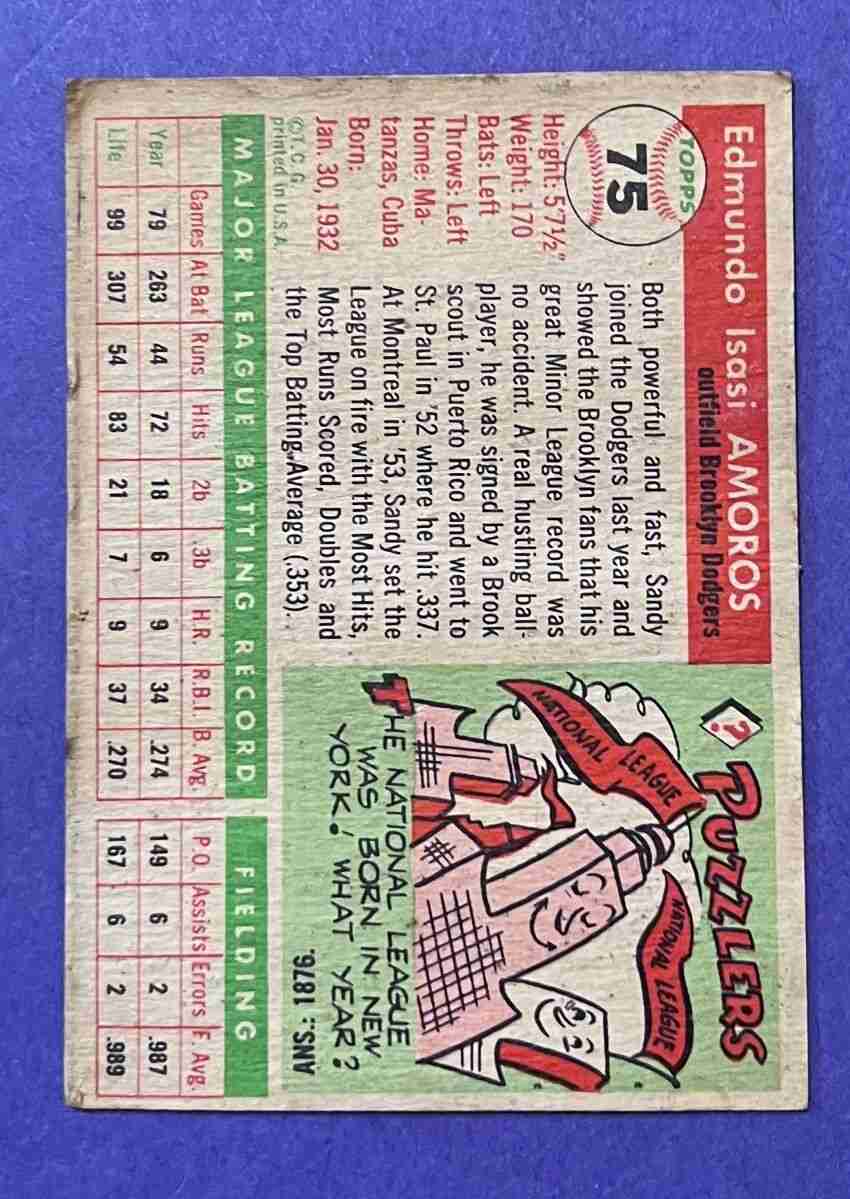 TOPPS
75
Edmundo Isasi AMOROS
outfield Brooklyn Dodgers
Height: 5'7½"
Weight: 170
Bats: Left
Throws: Left
Home: Ma-
tanzas, Cuba
Born:
Jan. 30, 1932
© T.C.G.
printed in U.S.A.
Both powerful and fast, Sandy
joined the Dodgers last year and
showed the Brooklyn fans that his
great Minor League record was
no accident. A real hustling ball-
player, he was signed by a Brook
scout in Puerto Rico and went to
St. Paul in '52 where he hit .337.
At Montreal in '53, Sandy set the
League on fire with the Most Hits,
Most Runs Scored, Doubles and
the Top Batting Average (.353).
?
PUZZLERS
NATIONAL LEAGUE
NATIONAL LEAGUE
THE NATIONAL LEAGUE
WAS BORN IN NEW
YORK! WHAT YEAR?
ANS.: 1876.
MAJOR LEAGUE BATTING RECORD FIELDING
Games At Bat Runs Hits 2b 3b H.R. R.B.I. B. Avg. P.O. Assists Errors F. Avg.
Year 79 263 44 72 18 6 9 34 .274 149 6 2 .987
Life 99 307 54 83 21 7 9 37 .270 167 6 2 .989